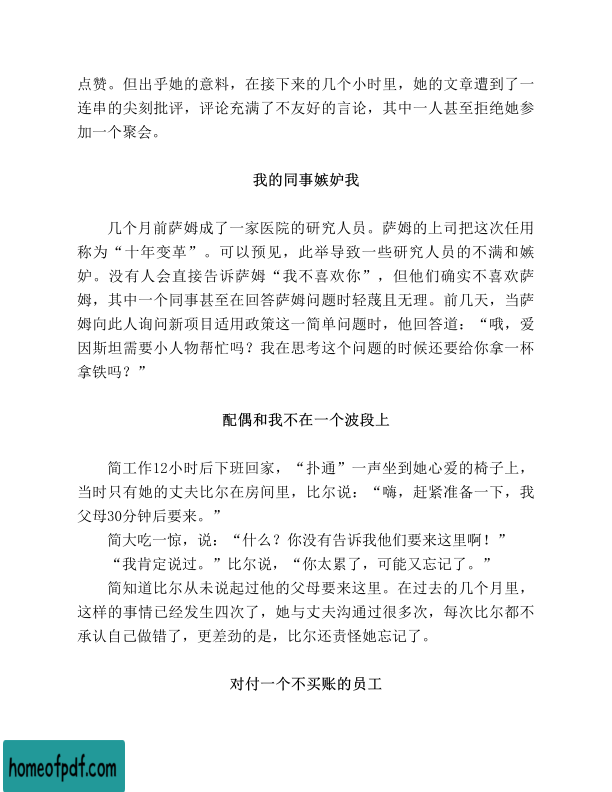 点赞。但出乎她的意料，在接下来的几个小时里，她的文章遭到了一
连串的尖刻批评，评论充满了不友好的言论，其中一人甚至拒绝她参
加一个聚会。
我的同事嫉妒我
几个月前萨姆成了一家医院的研究人员。萨姆的上司把这次任用
称为“十年变革”。可以预见，此举导致一些研究人员的不满和嫉
妒。没有人会直接告诉萨姆“我不喜欢你”，但他们确实不喜欢萨
姆，其中一个同事甚至在回答萨姆问题时轻蔑且无理。前几天，当萨
姆向此人询问新项目适用政策这一简单问题时，他回答道：“哦，爱
因斯坦需要小人物帮忙吗？我在思考这个问题的时候还要给你拿一杯
拿铁吗？”
配偶和我不在一个波段上
简工作12小时后下班回家，“扑通”一声坐到她心爱的椅子上，
当时只有她的丈夫比尔在房间里，比尔说：“嗨，赶紧准备一下，我
父母30分钟后要来。”
简大吃一惊，说：“什么？你没有告诉我他们要来这里啊！”
“我肯定说过。”比尔说，“你太累了，可能又忘记了。”
简知道比尔从未说起过他的父母要来这里。在过去的几个月里，
这样的事情已经发生四次了，她与丈夫沟通过很多次，每次比尔都不
承认自己做错了，更差劲的是，比尔还责怪她忘记了。
对付一个不买账的员工
homeofpdf.com